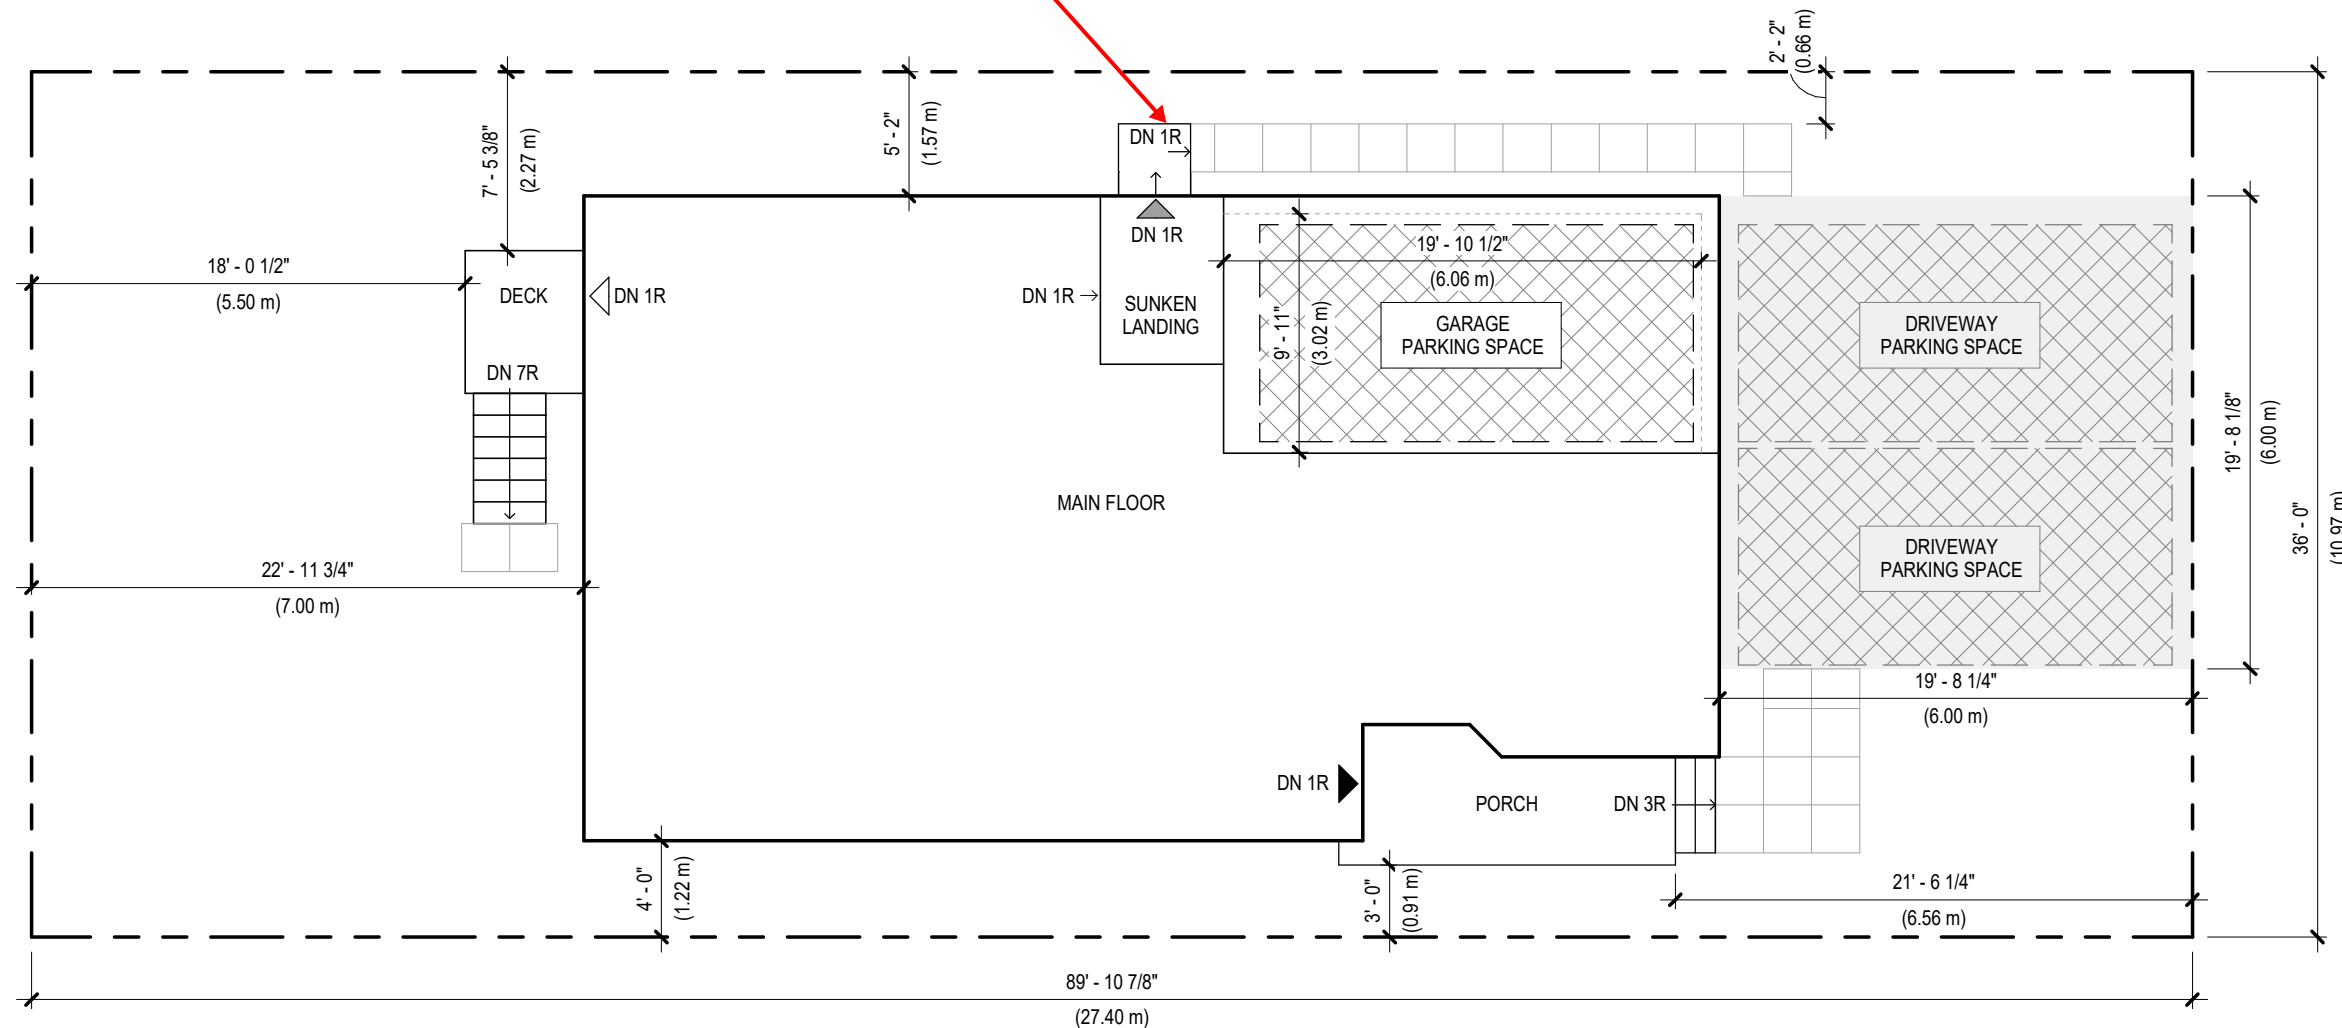 2' - 2"
(0.66 m)
5' - 2"
(1.57 m)
7' - 5 3/8"
(2.27 m)
DN 1R
DN 1R
18' - 0 1/2"
(5.50 m)
DECK
DN 1R
DN 7R
DN 1R
SUNKEN
LANDING
19' - 10 1/2"
(6.06 m)
9' - 11"
(3.02 m)
GARAGE
PARKING SPACE
DRIVEWAY
PARKING SPACE
19' - 8 1/8"
(6.00 m)
36' - 0"
(10.97 m)
MAIN FLOOR
DRIVEWAY
PARKING SPACE
22' - 11 3/4"
(7.00 m)
19' - 8 1/4"
(6.00 m)
DN 1R
PORCH
DN 3R
4' - 0"
(1.22 m)
3' - 0"
(0.91 m)
21' - 6 1/4"
(6.56 m)
89' - 10 7/8"
(27.40 m)